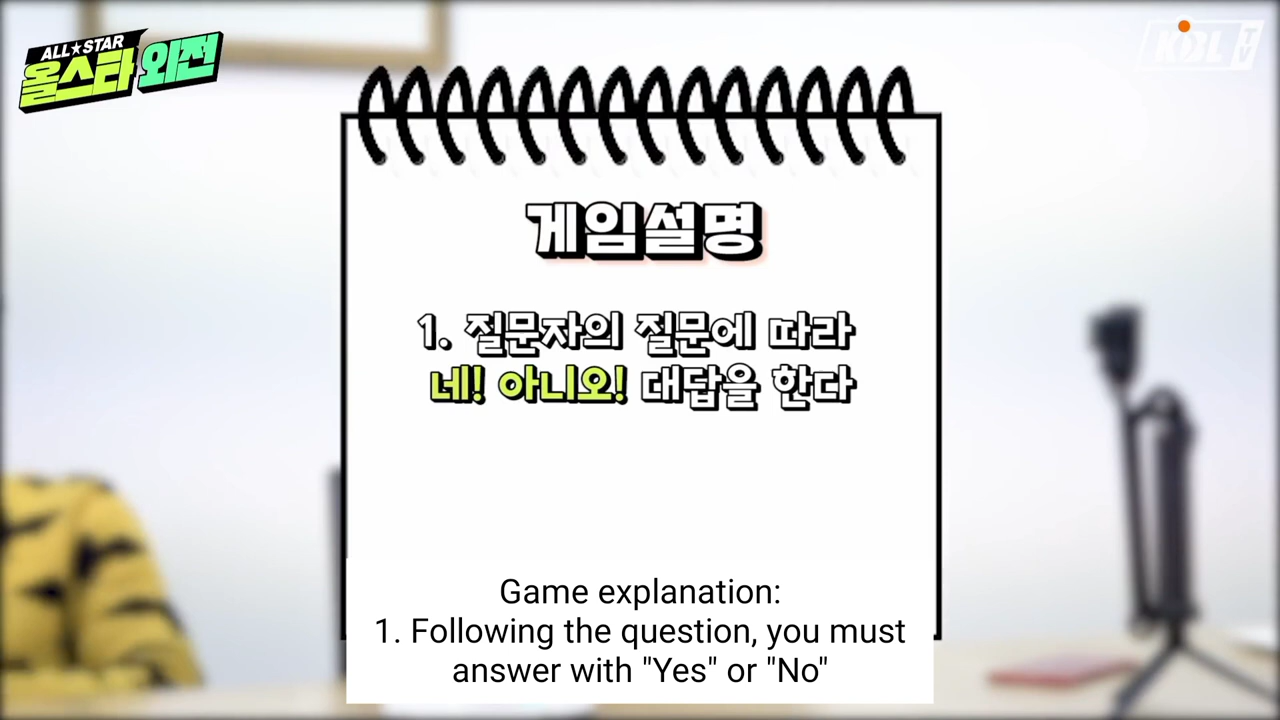 ALL★STAR
올스타 외전
KBL TV
게임설명
1. 질문자의 질문에 따라
네! 아니오! 대답을 한다
Game explanation:
1. Following the question, you must
answer with "Yes" or "No"